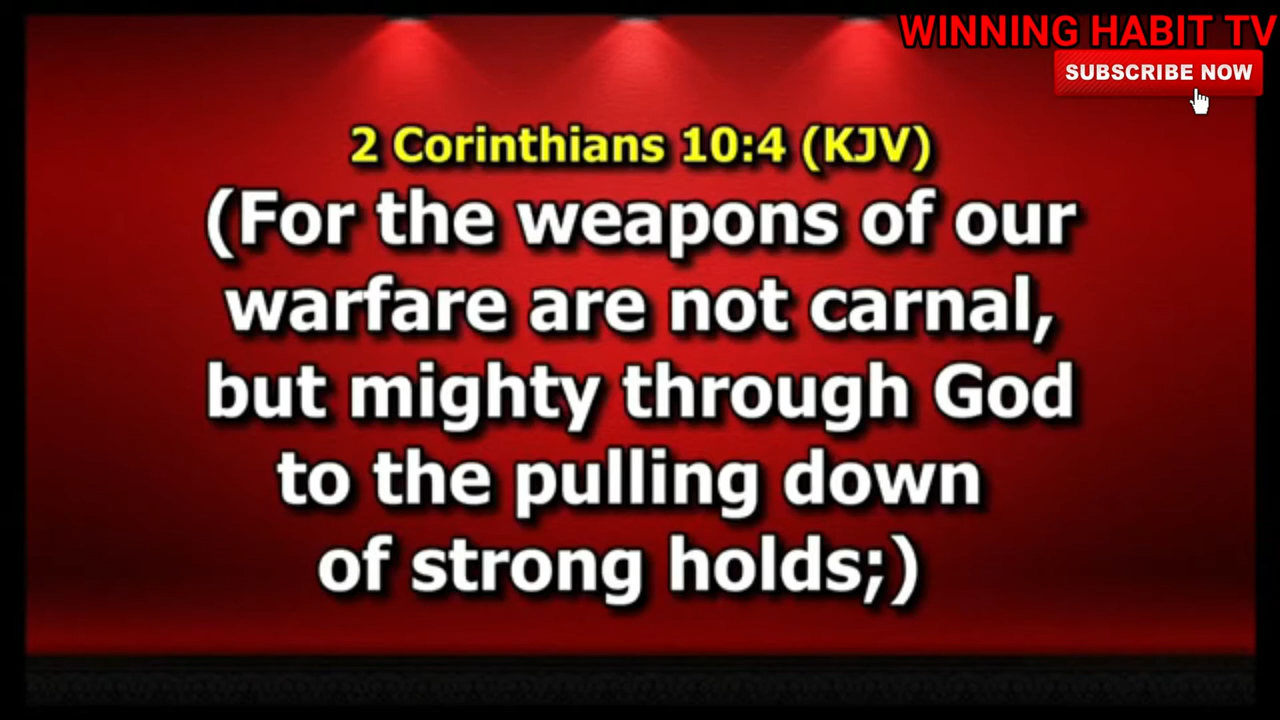 WINNING HABIT TV
SUBSCRIBE NOW
2 Corinthians 10:4 (KJV)
(For the weapons of our
warfare are not carnal,
but mighty through God
to the pulling down
of strong holds;)